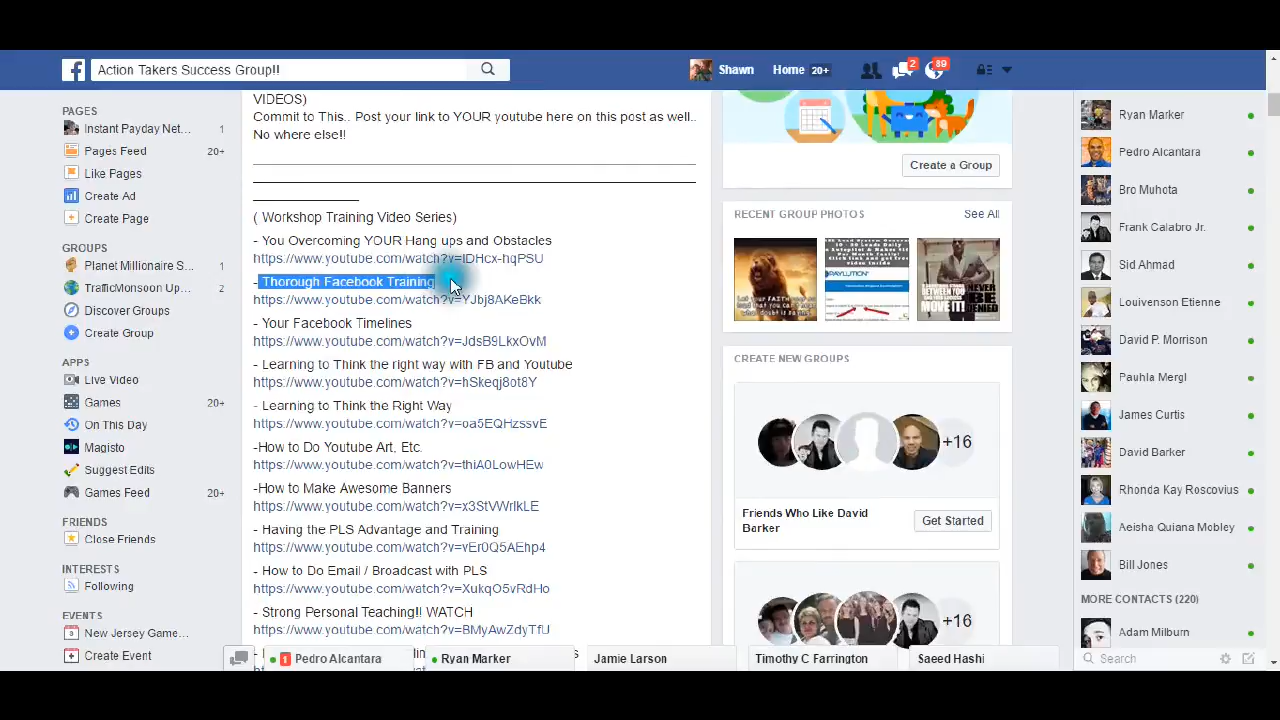 Action Takers Success Group!!
Shawn
Home 20+
2
89
PAGES
Instant Payday Net... 1
Pages Feed 20+
Like Pages
Create Ad
Create Page
GROUPS
Planet Millionaire S... 1
TrafficMonsoon Up... 2
Discover Groups
Create Group
APPS
Live Video
Games 20+
On This Day
Magisto
Suggest Edits
Games Feed 20+
FRIENDS
Close Friends
INTERESTS
Following
EVENTS
New Jersey Game...
Create Event
VIDEOS)
Commit to This.. Post your link to YOUR youtube here on this post as well..
No where else!!
( Workshop Training Video Series)
- You Overcoming YOUR Hang ups and Obstacles
- Thorough Facebook Training
https://www.youtube.com/watch?v=YJbj8AKeBkk
- Your Facebook Timelines
https://www.youtube.com/watch?v=JdsB9LkxOvM
- Learning to Think the right way with FB and Youtube
https://www.youtube.com/watch?v=hSkeqj8ot8Y
- Learning to Think the Right Way
https://www.youtube.com/watch?v=oa5EQHzssvE
-How to Do Youtube Art, Etc.
https://www.youtube.com/watch?v=thiA0LowHEw
-How to Make Awesome Banners
https://www.youtube.com/watch?v=x3StVWrIkLE
- Having the PLS Advantage and Training
https://www.youtube.com/watch?v=vEr0Q5AEhp4
- How to Do Email / Broadcast with PLS
https://www.youtube.com/watch?v=XukqO5vRdHo
- Strong Personal Teaching!! WATCH
https://www.youtube.com/watch?v=BMyAwZdyTfU
Create a Group
RECENT GROUP PHOTOS See All
CREATE NEW GROUPS
+16
Friends Who Like David
Barker
Get Started
+16
Ryan Marker
Pedro Alcantara
Bro Muhota
Frank Calabro Jr.
Sid Ahmad
Louivenson Etienne
David P. Morrison
Pauhla Mergl
James Curtis
David Barker
Rhonda Kay Roscovius
Aeisha Quiana Mobley
Bill Jones
MORE CONTACTS (220)
Adam Milburn
Search
1 Pedro Alcantara
Ryan Marker
Jamie Larson
Timothy C Farrington
Saeed Hashi